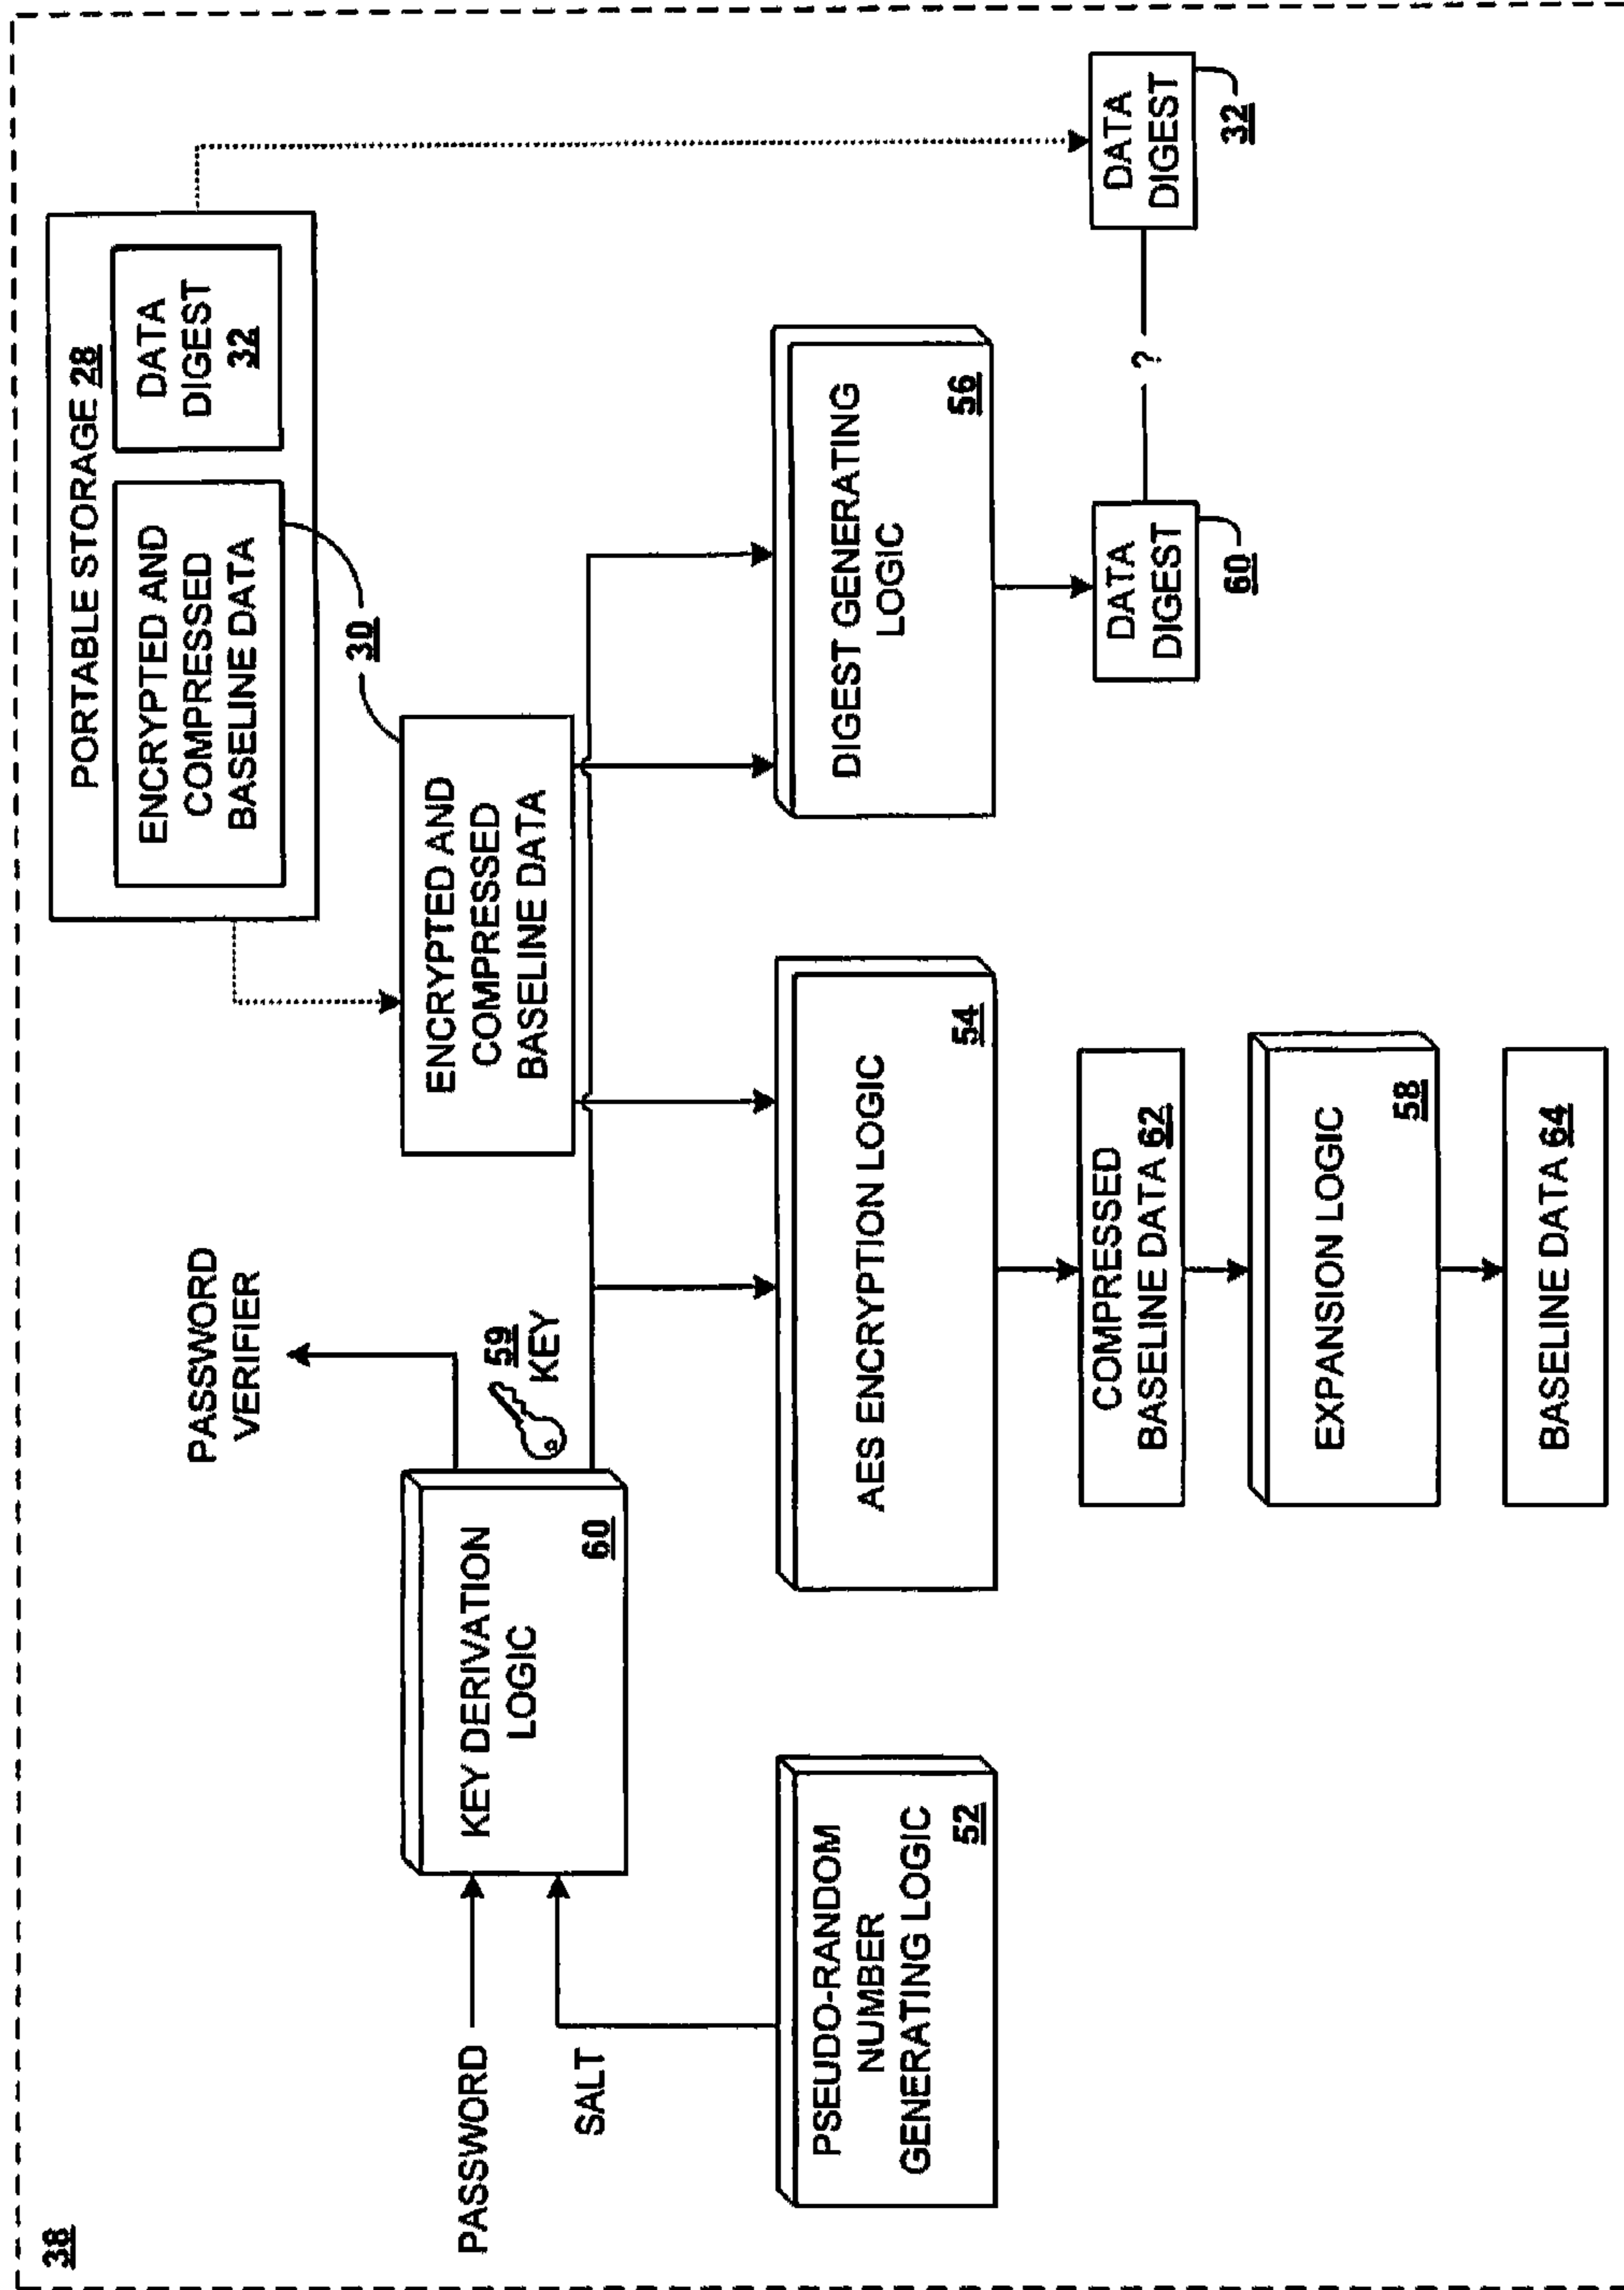 38
PORTABLE STORAGE 28
ENCRYPTED AND
COMPRESSED
BASELINE DATA
DATA
DIGEST
32
PASSWORD
VERIFIER
30
PASSWORD
SALT
KEY DERIVATION
LOGIC
60
59
KEY
ENCRYPTED AND
COMPRESSED
BASELINE DATA
PSEUDO-RANDOM
NUMBER
GENERATING LOGIC
52
AES ENCRYPTION LOGIC
54
DIGEST GENERATING
LOGIC
56
COMPRESSED
BASELINE DATA 62
DATA
DIGEST
60
?
DATA
DIGEST
32
EXPANSION LOGIC
58
BASELINE DATA 64